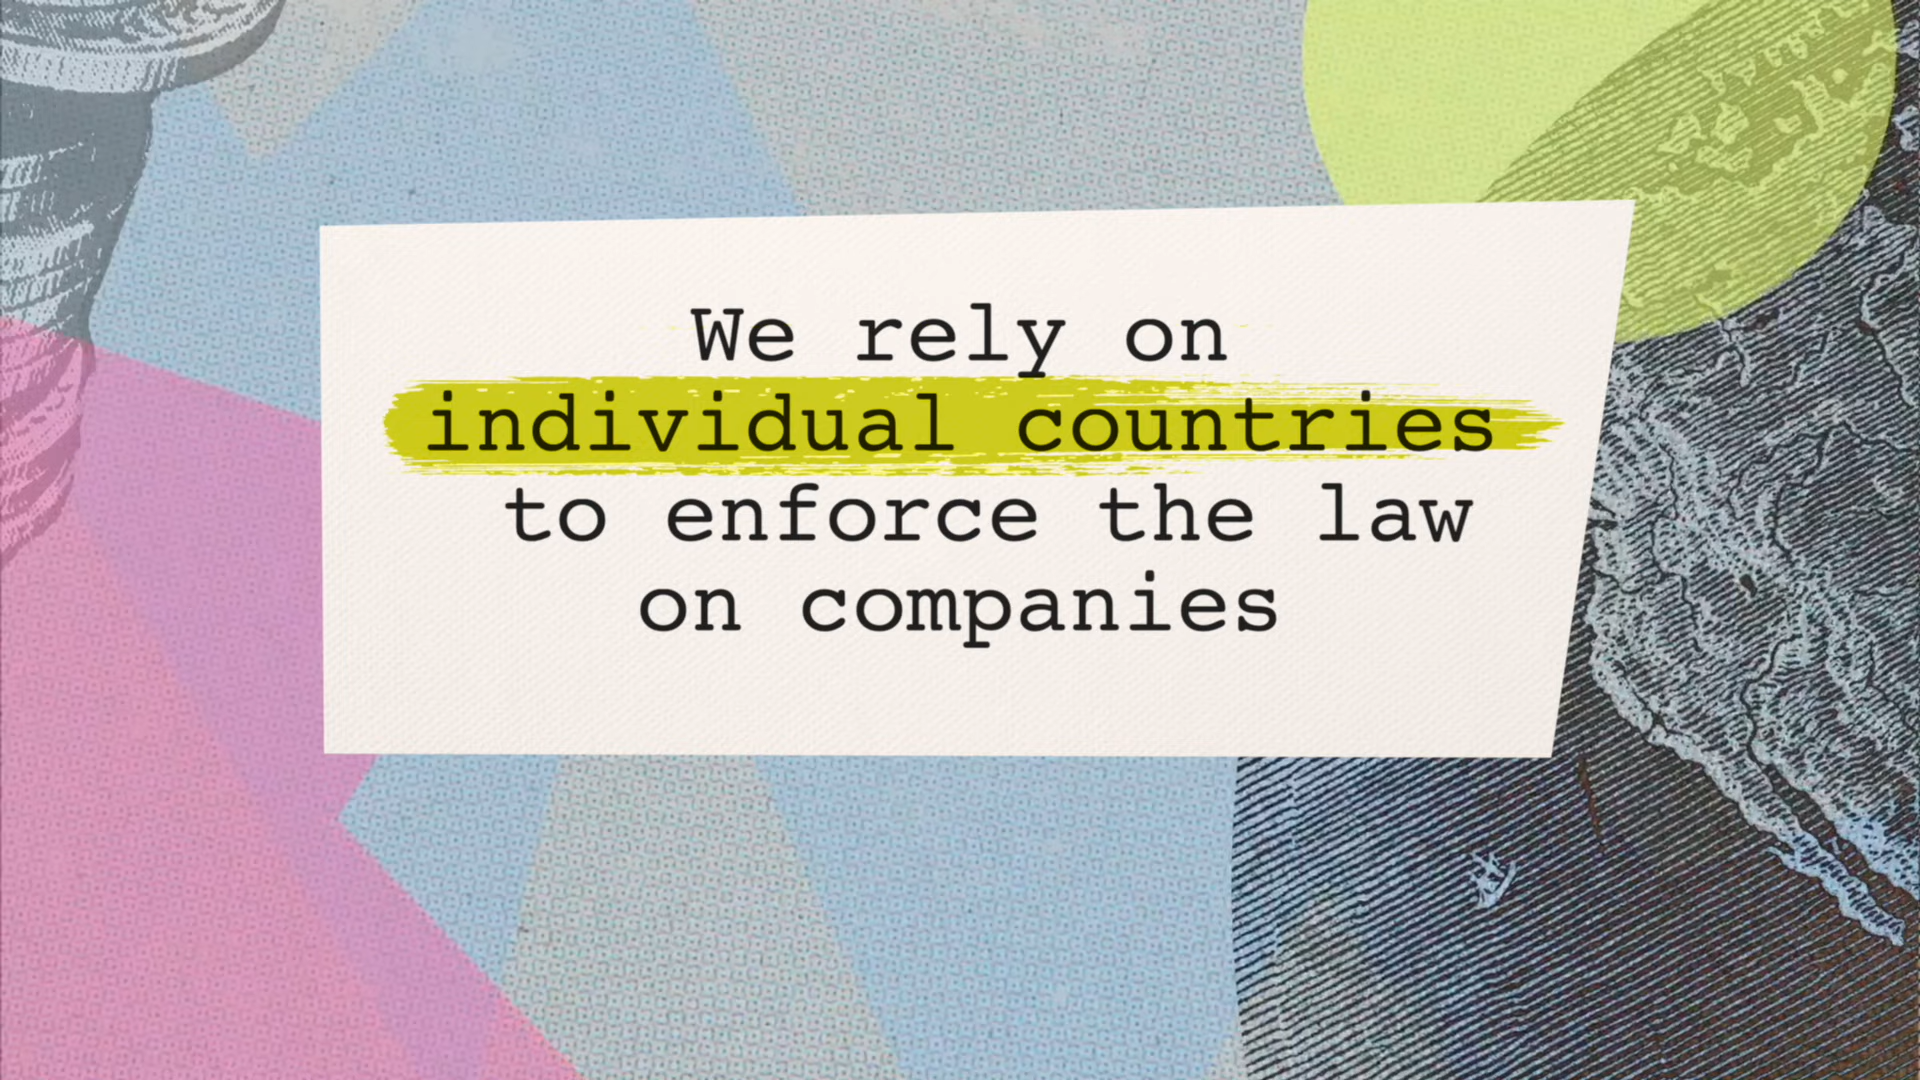 We rely on
individual countries
to enforce the law
on companies